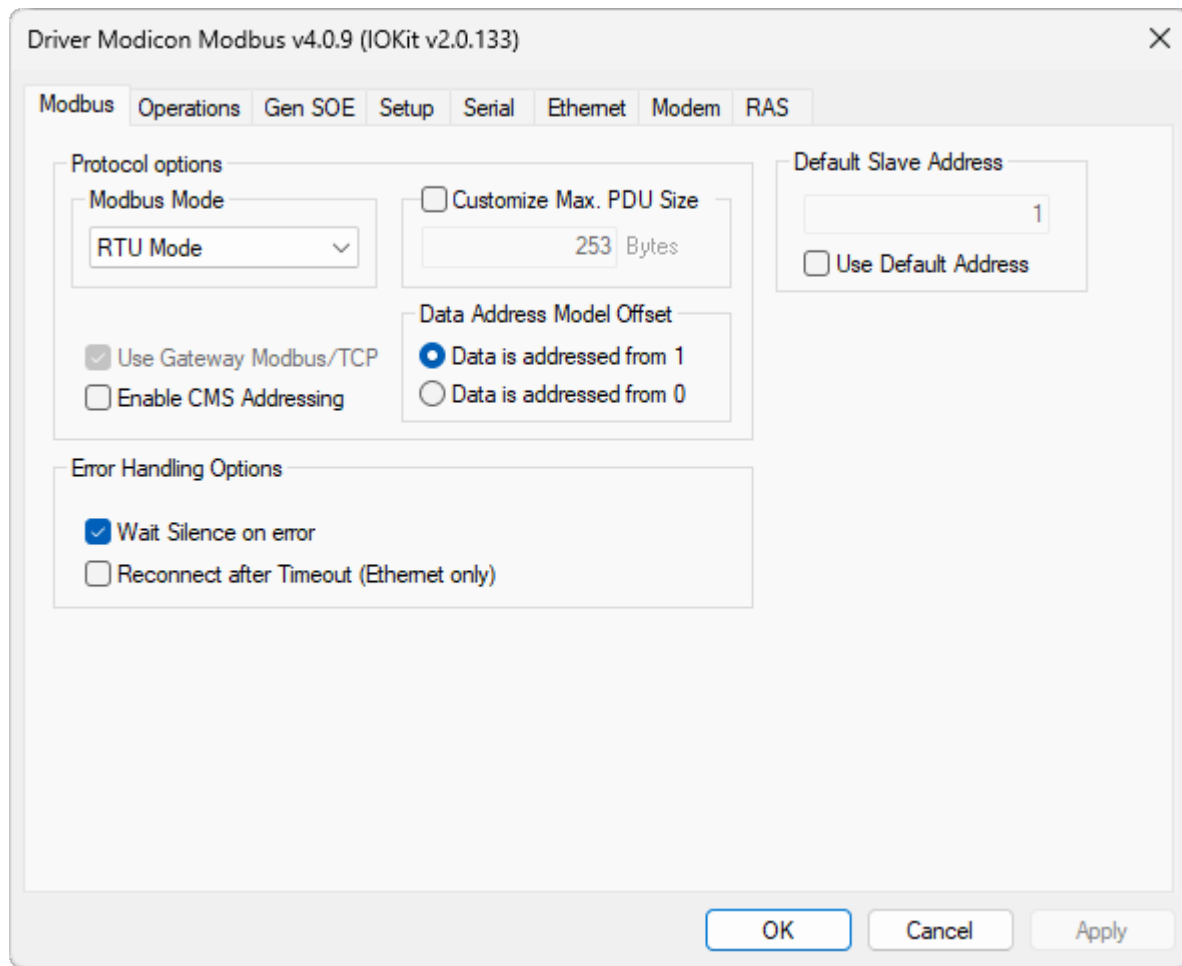 Driver Modicon Modbus v4.0.9 (IOKit v2.0.133)
Modbus Operations Gen SOE Setup Serial Ethernet Modem RAS
Protocol options
Modbus Mode
RTU Mode
Customize Max. PDU Size
253 Bytes
Use Gateway Modbus/TCP
Enable CMS Addressing
Data Address Model Offset
Data is addressed from 1
Data is addressed from 0
Default Slave Address
1
Use Default Address
Error Handling Options
Wait Silence on error
Reconnect after Timeout (Ethernet only)
OK Cancel Apply